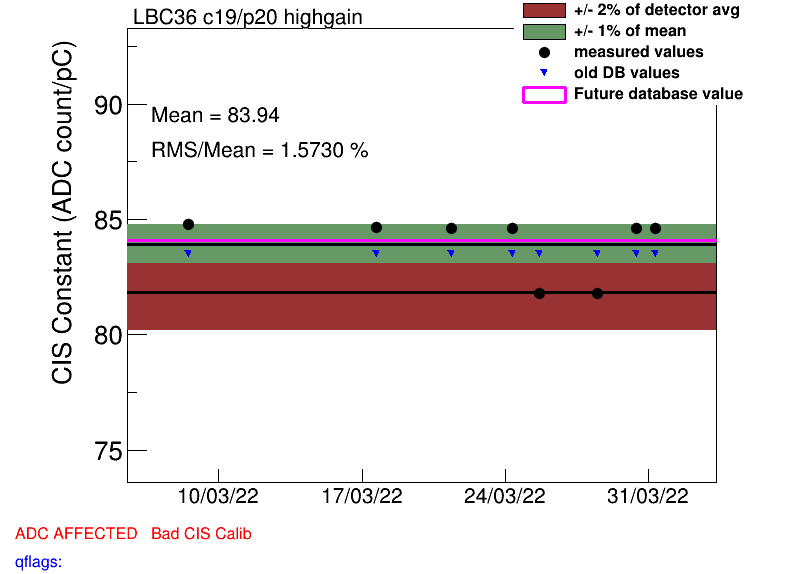 LBC36 c19/p20 highgain
+/- 2% of detector avg
+/- 1% of mean
measured values
old DB values
Future database value
Mean = 83.94
RMS/Mean = 1.5730 %
CIS Constant (ADC count/pC)
90
85
80
75
10/03/22 17/03/22 24/03/22 31/03/22
ADC AFFECTED Bad CIS Calib
qflags: